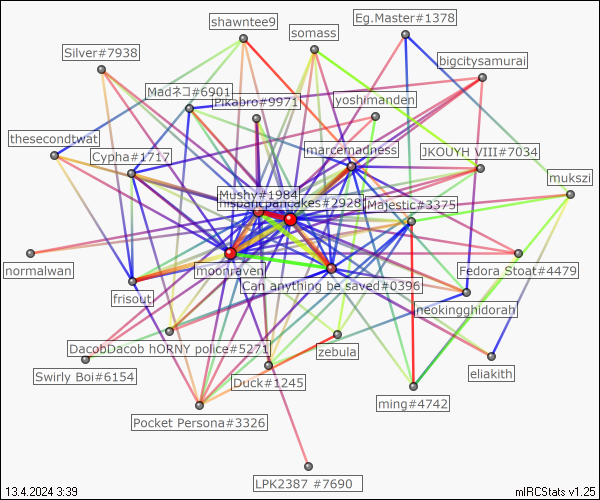 shawntee9
Eg.Master#1378
somass
Silver#7938
bigcitysamurai
Madネコ#6901
Pikabro#9971
yoshimanden
thesecondtwat
Cypha#1717
marcemadness
JKOUYH VIII#7034
mukszi
Mushy#1984
hispanicpancakes#2928
Majestic#3375
normalwan
moonraven
Fedora Stoat#4479
frisout
Can anything be saved#0396
neokingghidorah
DacobDacob hORNY police#5271
zebula
Swirly Boi#6154
Duck#1245
eliakith
ming#4742
Pocket Persona#3326
LPK2387 #7690
13.4.2024 3:39
mIRCStats v1.25